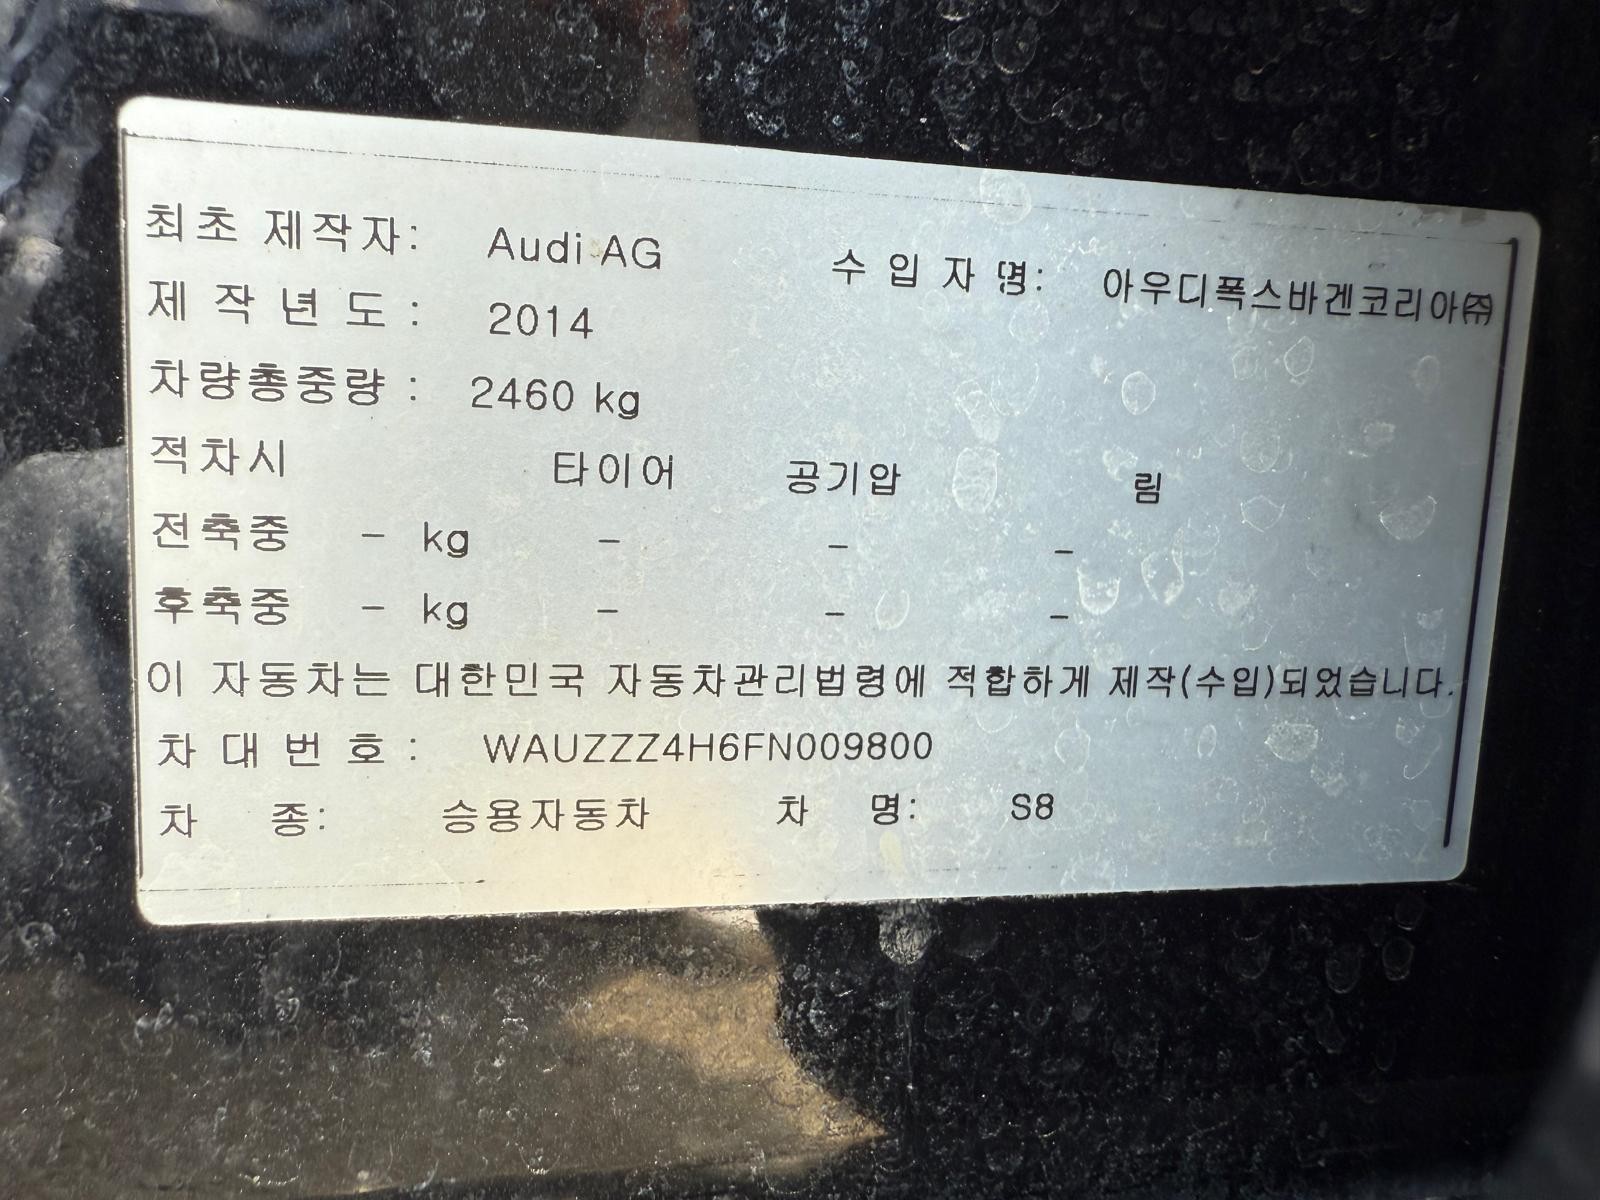 최초 제작자: Audi AG 수 입 자 명: 아우디폭스바겐코리아㈜
제 작 년 도 : 2014
차량총중량 : 2460 kg
적차시 타이어 공기압 림
전축중 - kg - - -
후축중 - kg - - -
이 자동차는 대한민국 자동차관리법령에 적합하게 제작(수입)되었습니다.
차 대 번 호 : WAUZZZ4H6FN009800
차 종: 승용자동차 차 명: S8